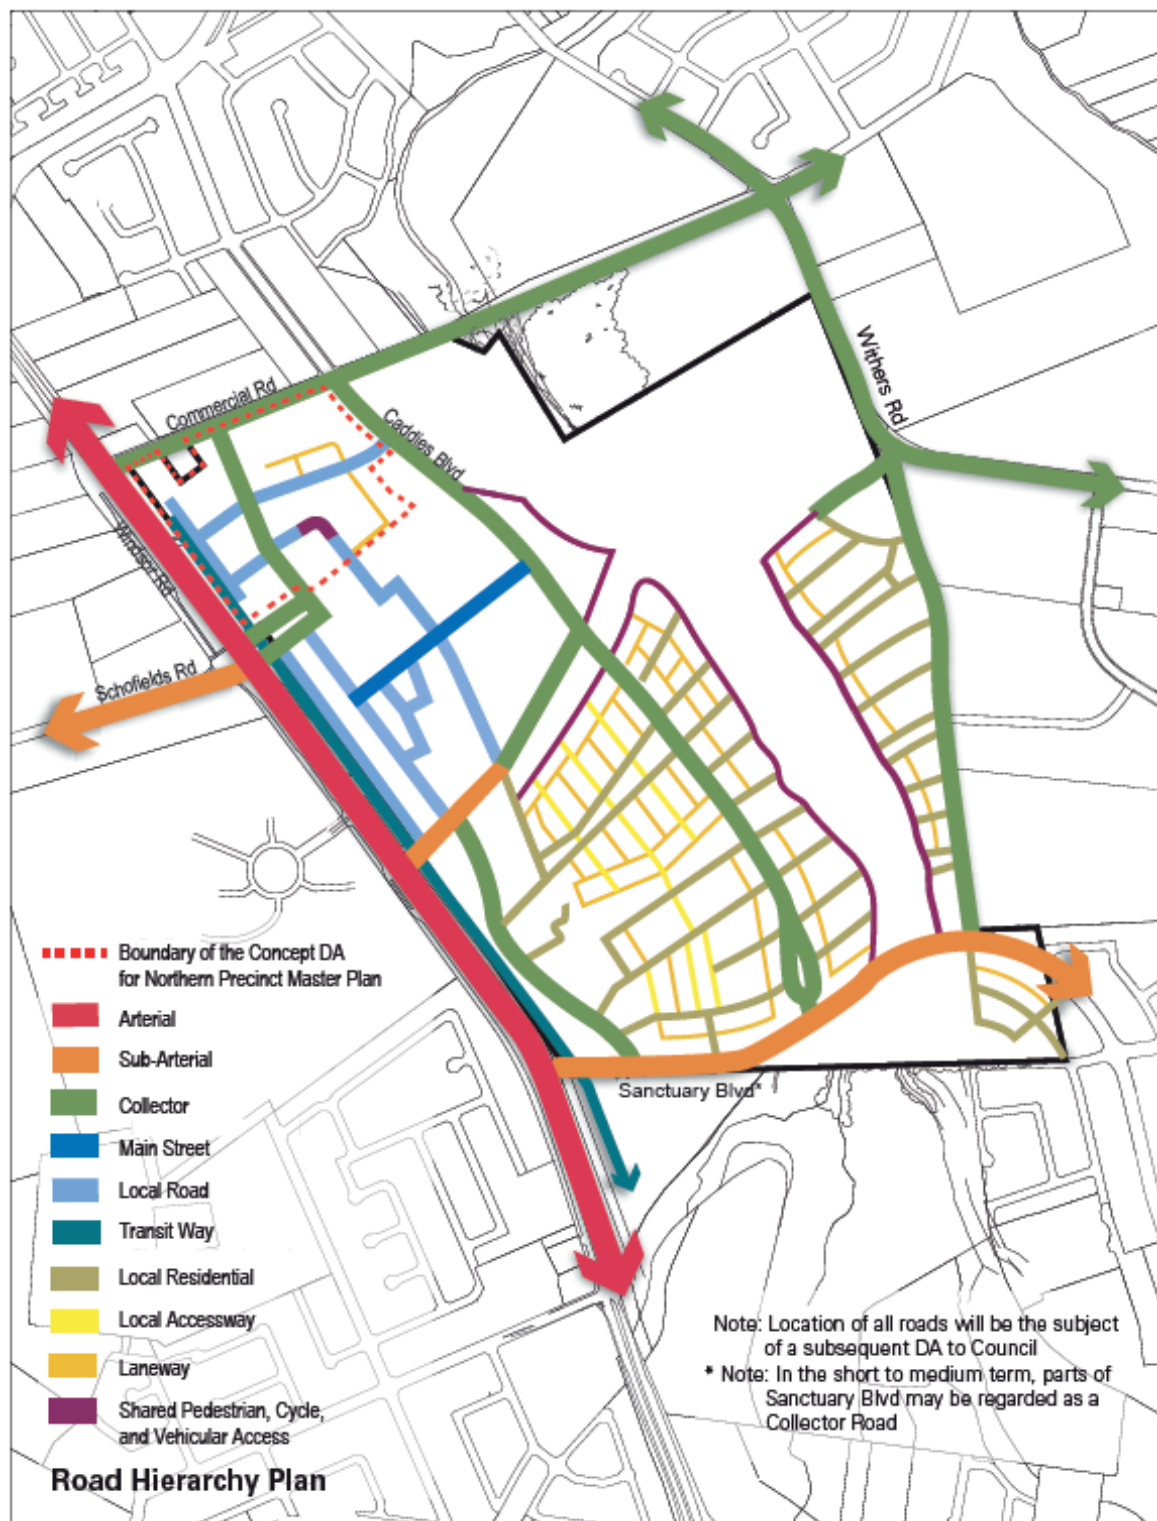 Commercial Rd
Caddies Blvd
Withers Rd
Windsor Rd
Schofields Rd
Sanctuary Blvd*
Boundary of the Concept DA
for Northern Precinct Master Plan
Arterial
Sub-Arterial
Collector
Main Street
Local Road
Transit Way
Local Residential
Local Accessway
Laneway
Shared Pedestrian, Cycle,
and Vehicular Access
Note: Location of all roads will be the subject
of a subsequent DA to Council
* Note: In the short to medium term, parts of
Sanctuary Blvd may be regarded as a
Collector Road
Road Hierarchy Plan